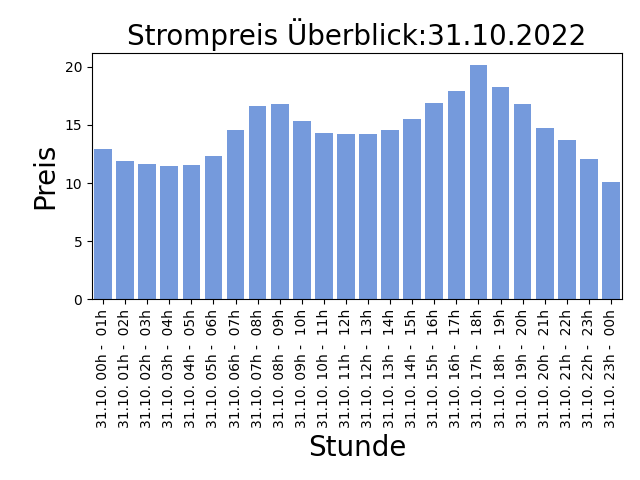 Strompreis Überblick:31.10.2022
Preis
20
15
10
5
0
31.10. 00h - 01h
31.10. 01h - 02h
31.10. 02h - 03h
31.10. 03h - 04h
31.10. 04h - 05h
31.10. 05h - 06h
31.10. 06h - 07h
31.10. 07h - 08h
31.10. 08h - 09h
31.10. 09h - 10h
31.10. 10h - 11h
31.10. 11h - 12h
31.10. 12h - 13h
31.10. 13h - 14h
31.10. 14h - 15h
31.10. 15h - 16h
31.10. 16h - 17h
31.10. 17h - 18h
31.10. 18h - 19h
31.10. 19h - 20h
31.10. 20h - 21h
31.10. 21h - 22h
31.10. 22h - 23h
31.10. 23h - 00h
Stunde